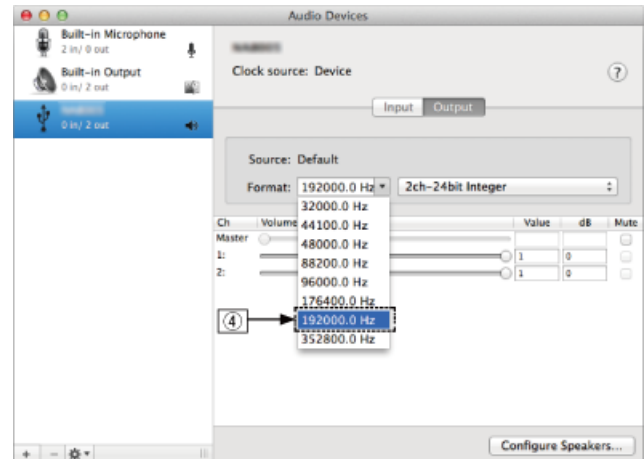 Audio Devices
Built-in Microphone
2 in/ 0 out
Built-in Output
0 in/ 2 out
0 in/ 2 out
Clock source: Device
?
Input Output
Source: Default
Format: 192000.0 Hz 2ch-24bit Integer
32000.0 Hz
44100.0 Hz
48000.0 Hz
88200.0 Hz
96000.0 Hz
176400.0 Hz
192000.0 Hz
352800.0 Hz
Ch Volume Value dB Mute
Master
1: 1 0
2: 1 0
④
+ −
Configure Speakers...